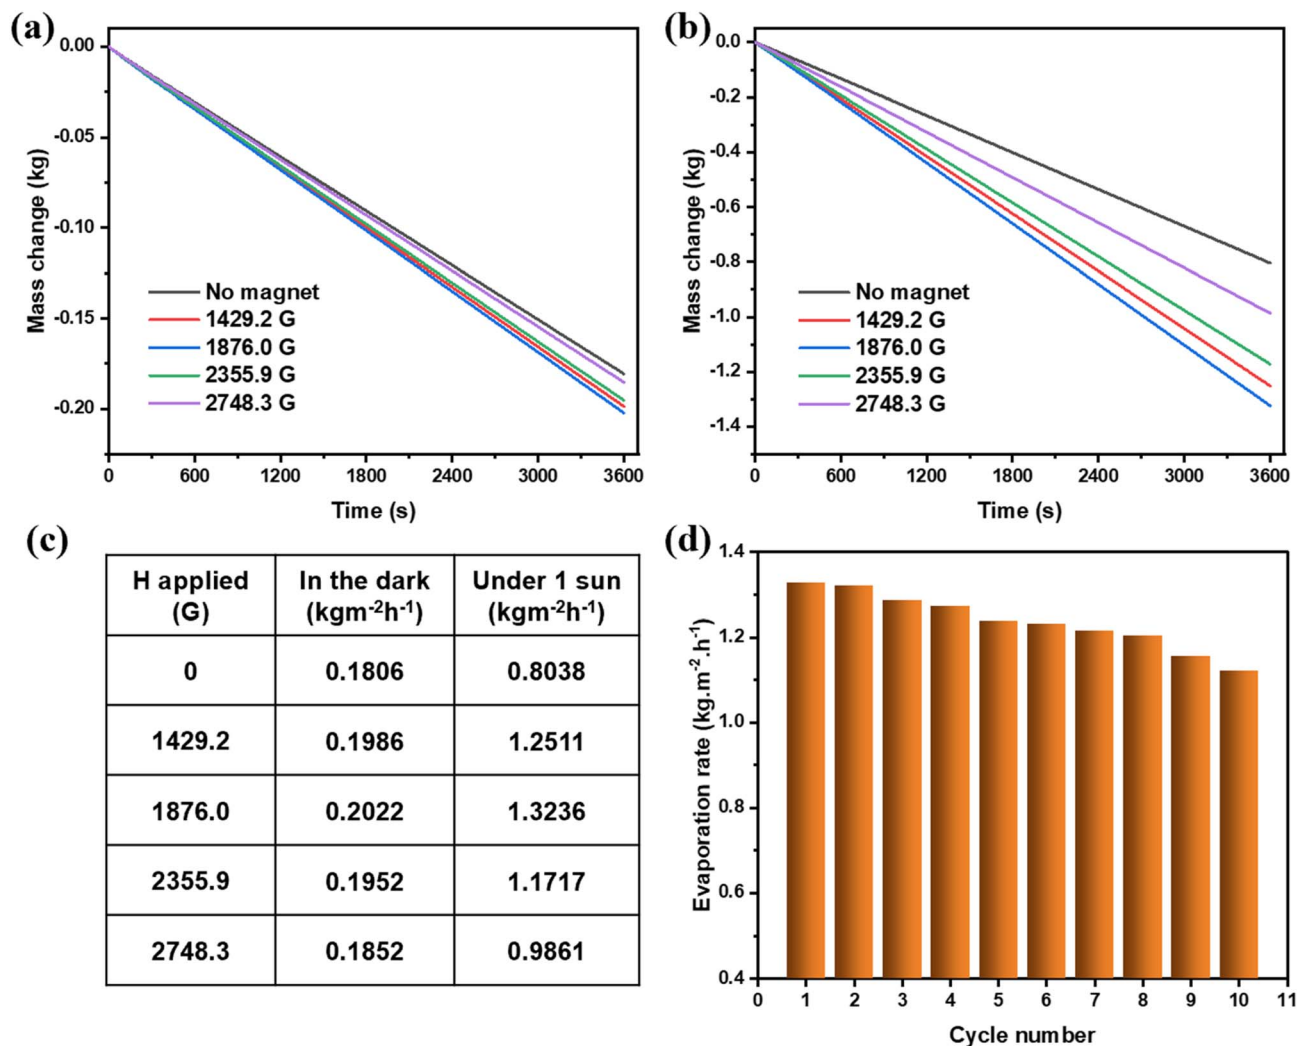 (a)
0.00
-0.05
-0.10
-0.15
-0.20
Mass change (kg)
No magnet
1429.2 G
1876.0 G
2355.9 G
2748.3 G
0 600 1200 1800 2400 3000 3600
Time (s)
(b)
0.0
-0.2
-0.4
-0.6
-0.8
-1.0
-1.2
-1.4
Mass change (kg)
No magnet
1429.2 G
1876.0 G
2355.9 G
2748.3 G
0 600 1200 1800 2400 3000 3600
Time (s)
(c)
H applied In the dark Under 1 sun
(G) (kgm⁻²h⁻¹) (kgm⁻²h⁻¹)
0 0.1806 0.8038
1429.2 0.1986 1.2511
1876.0 0.2022 1.3236
2355.9 0.1952 1.1717
2748.3 0.1852 0.9861
(d)
1.4
1.2
1.0
0.8
0.6
0.4
Evaporation rate (kg.m⁻².h⁻¹)
0 1 2 3 4 5 6 7 8 9 10 11
Cycle number